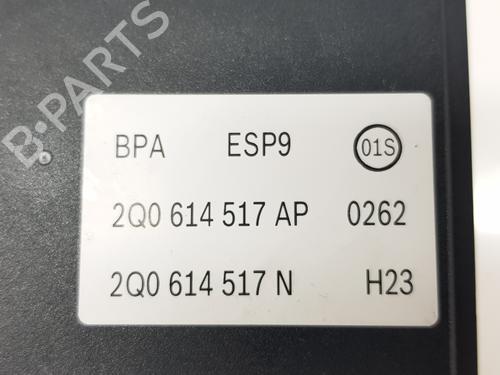 B-PARTS
BPA ESP9 01S
2Q0 614 517 AP 0262
2Q0 614 517 N H23